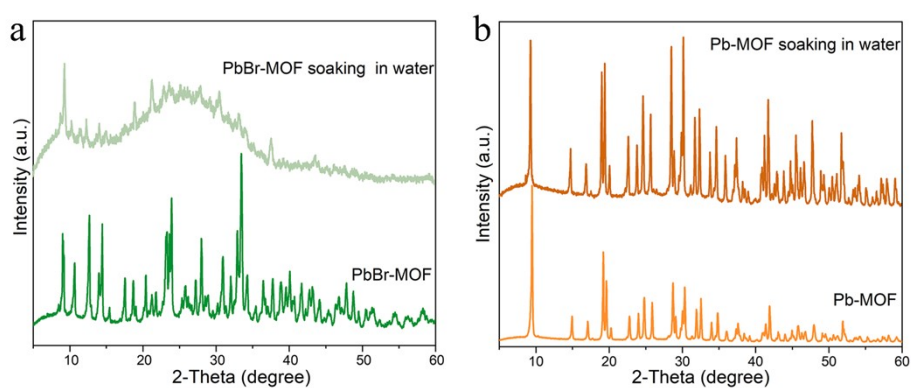 a
PbBr-MOF soaking in water
PbBr-MOF
Intensity (a.u.)
10 20 30 40 50 60
2-Theta (degree)
b
Pb-MOF soaking in water
Pb-MOF
Intensity (a.u.)
10 20 30 40 50 60
2-Theta (degree)